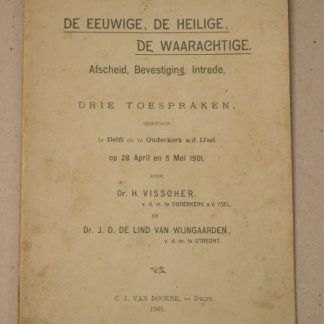 DE EEUWIGE, DE HEILIGE,
DE WAARACHTIGE.
Afscheid, Bevestiging, Intrede.
DRIE TOESPRAKEN,
GEHOUDEN
te Delft en te Ouderkerk a/d IJsel
op 28 April en 5 Mei 1901.
DOOR
Dr. H. VISSCHER,
v. d. m. te OUDERKERK a/d YSEL
EN
Dr. J. D. DE LIND VAN WIJNGAARDEN,
v. d. m. te UTRECHT.
C. J. VAN DOORNE, — DELFT.
1901.